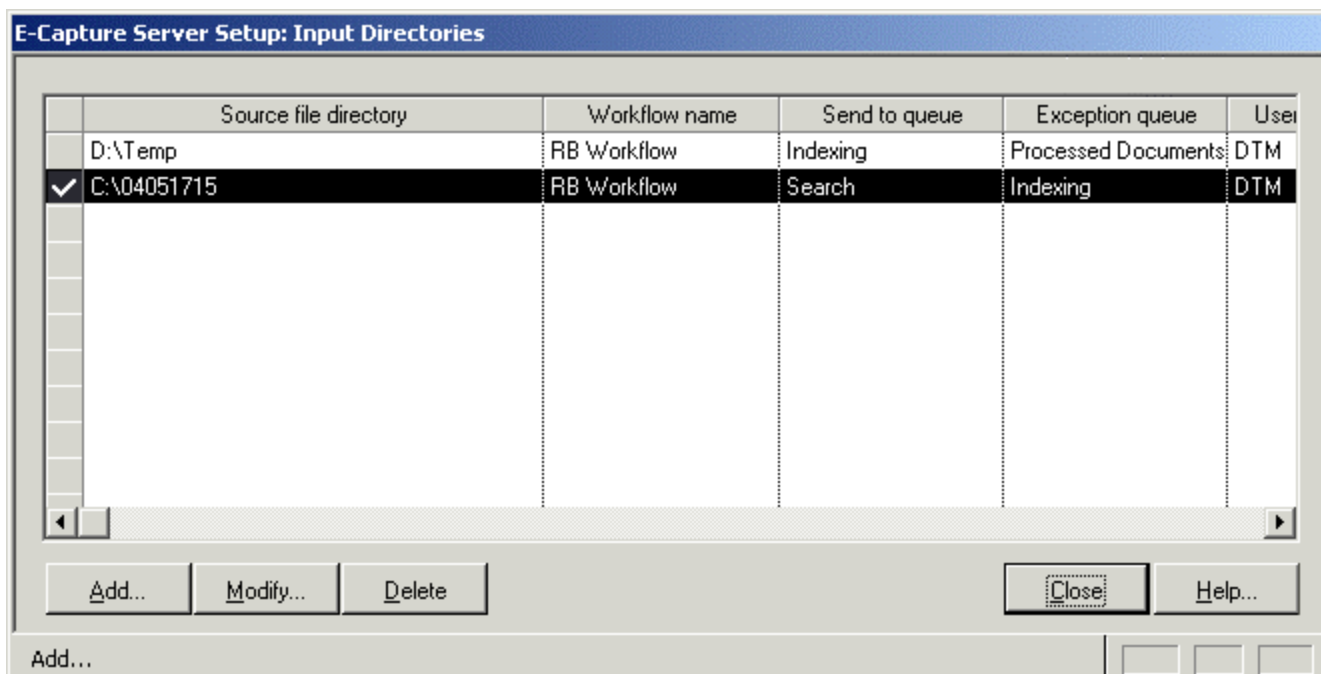 E-Capture Server Setup: Input Directories
Source file directory Workflow name Send to queue Exception queue User
D:\Temp RB Workflow Indexing Processed Documents DTM
C:\04051715 RB Workflow Search Indexing DTM
Add... Modify... Delete Close Help...
Add...